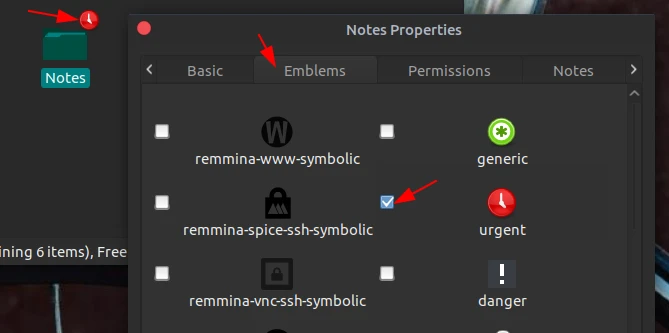 Notes Properties
Basic
Emblems
Permissions
Notes
Notes
remmina-www-symbolic
generic
remmina-spice-ssh-symbolic
urgent
ining 6 items), Free
remmina-vnc-ssh-symbolic
danger